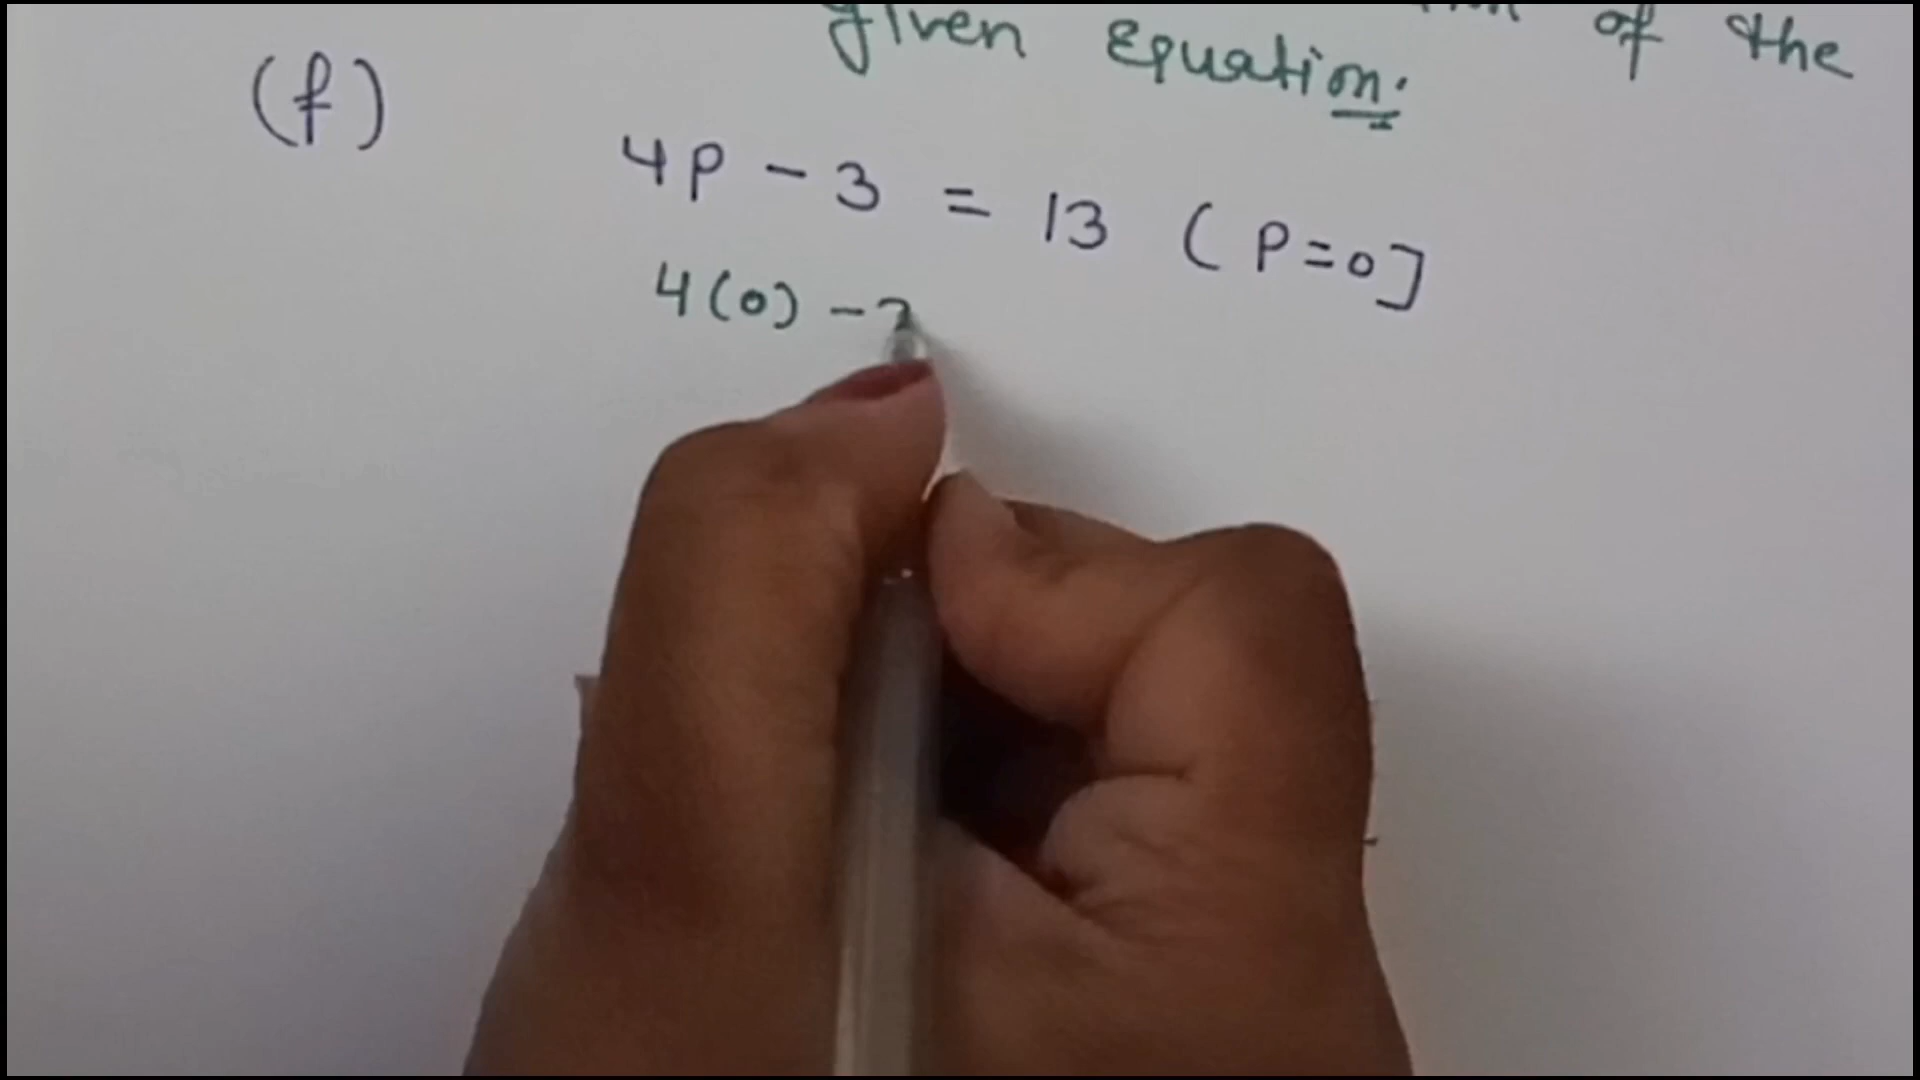 of the
given Equation.
(f)
4p - 3 = 13 (P=0]
4(0) -